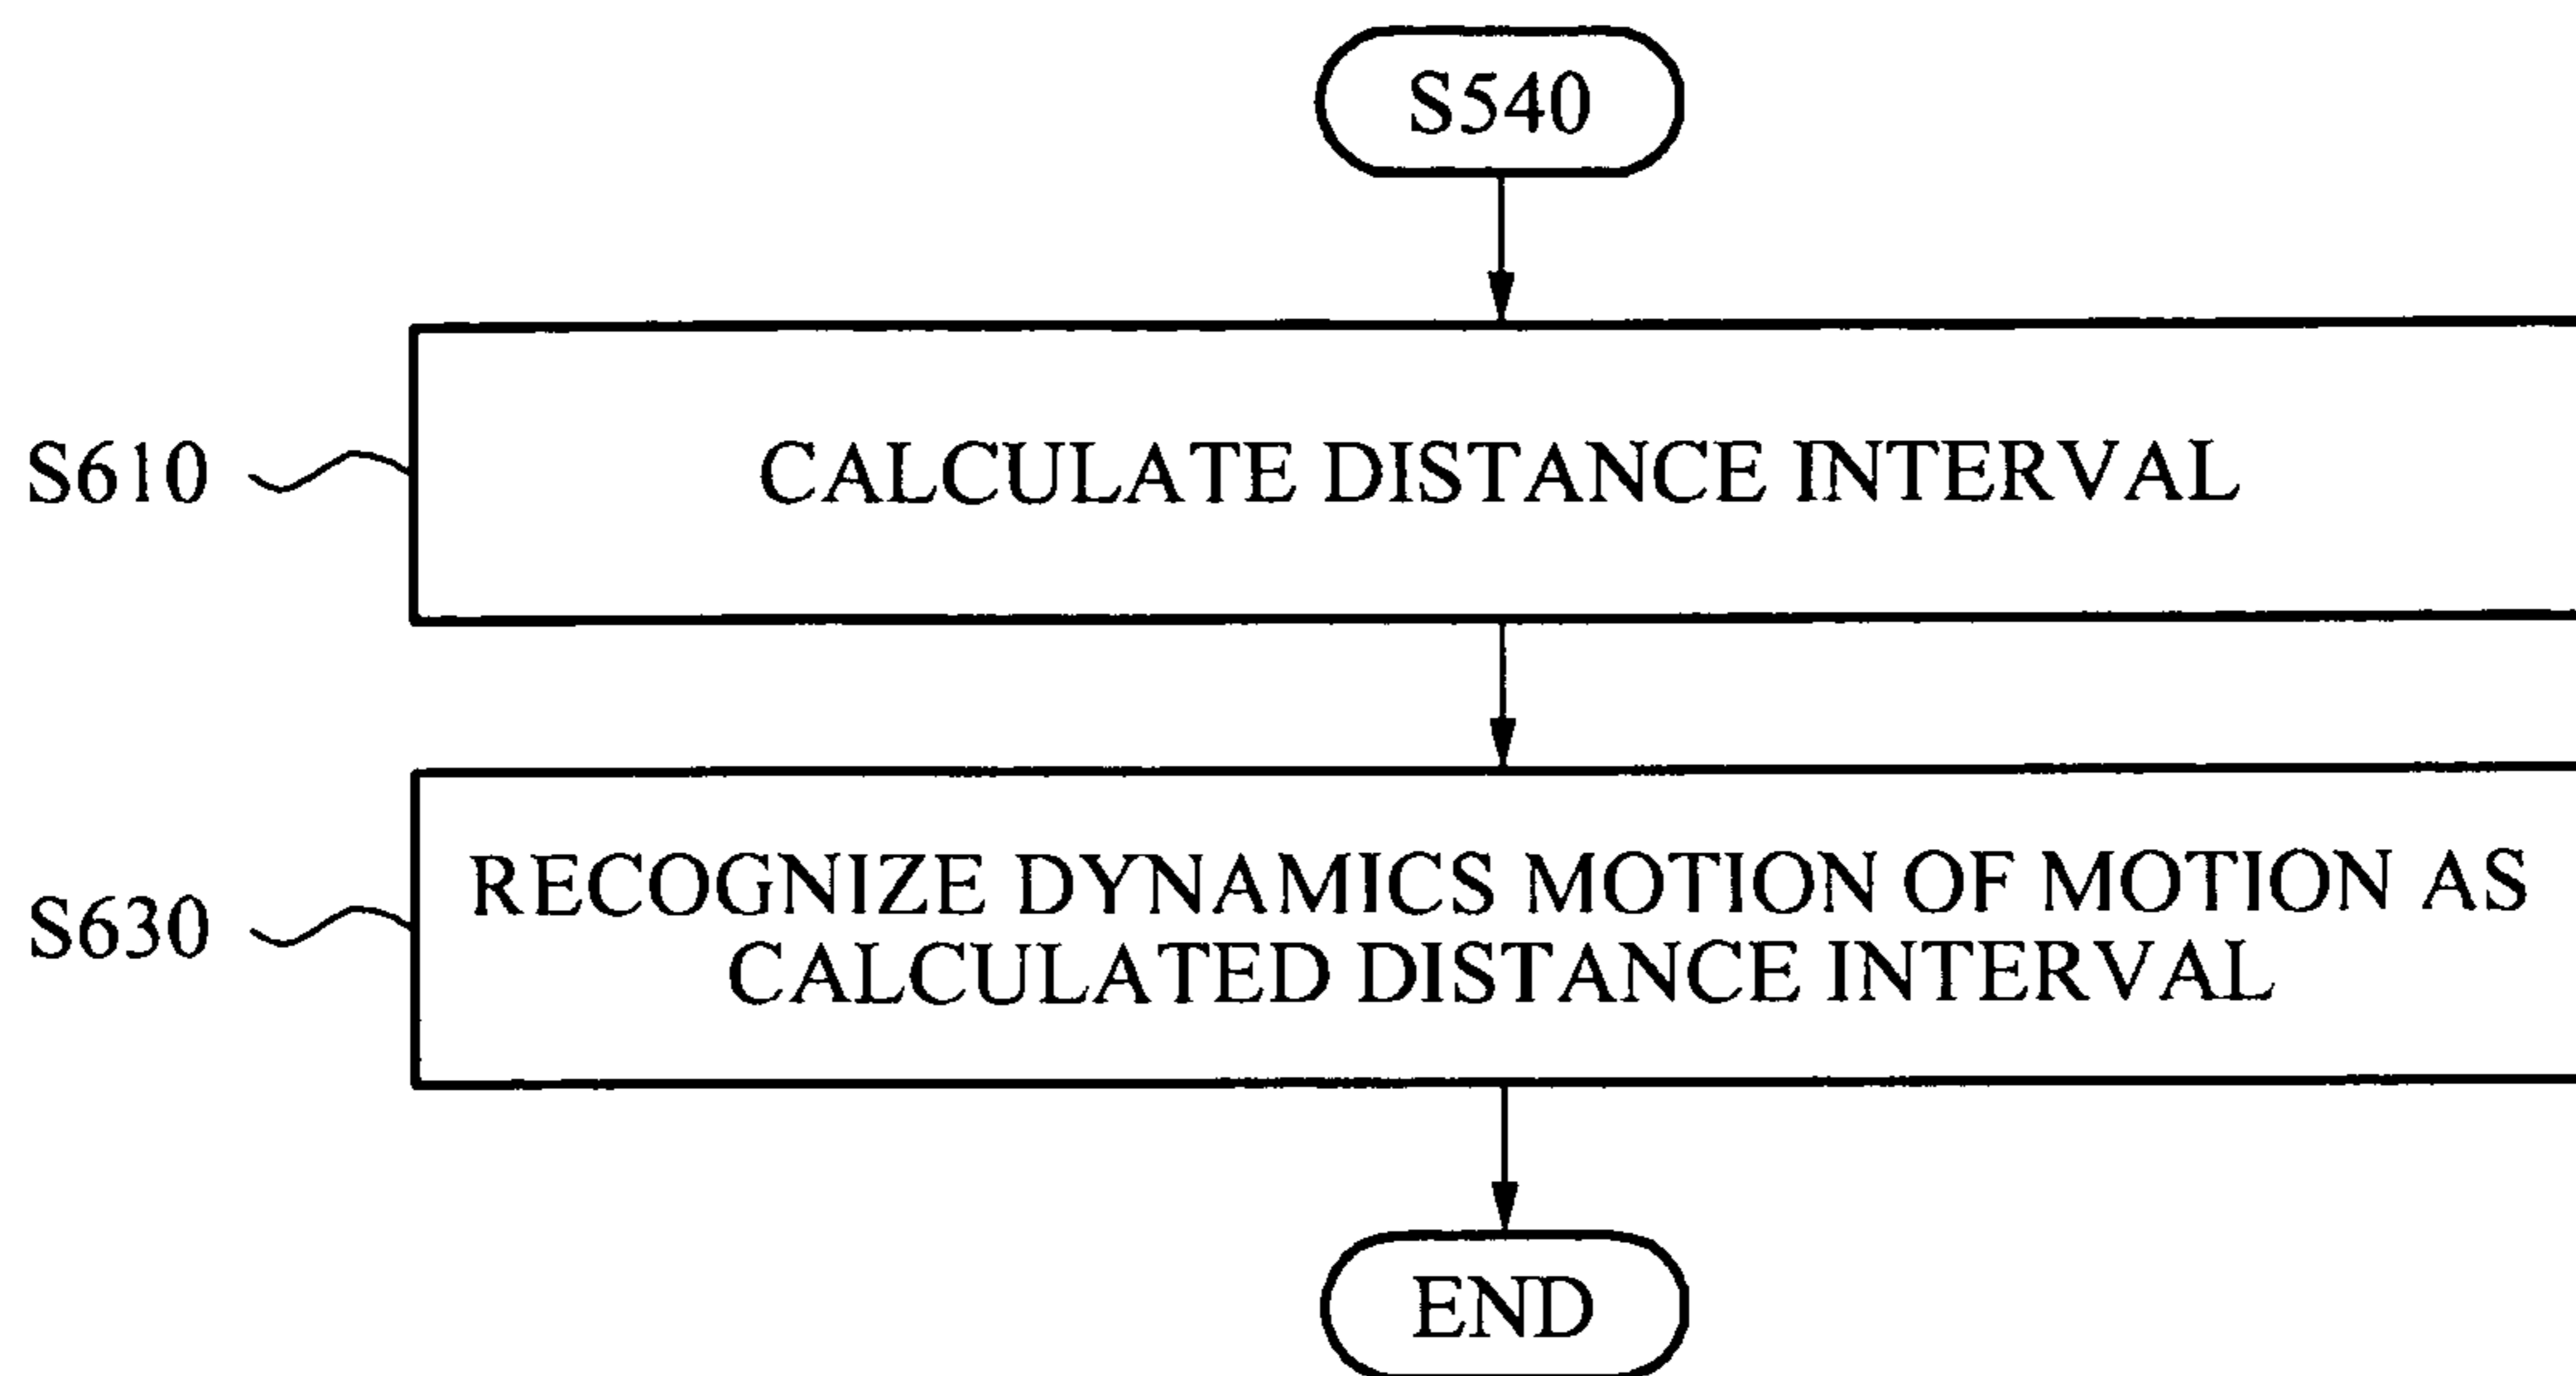 S540
S610
CALCULATE DISTANCE INTERVAL
S630
RECOGNIZE DYNAMICS MOTION OF MOTION AS
CALCULATED DISTANCE INTERVAL
END